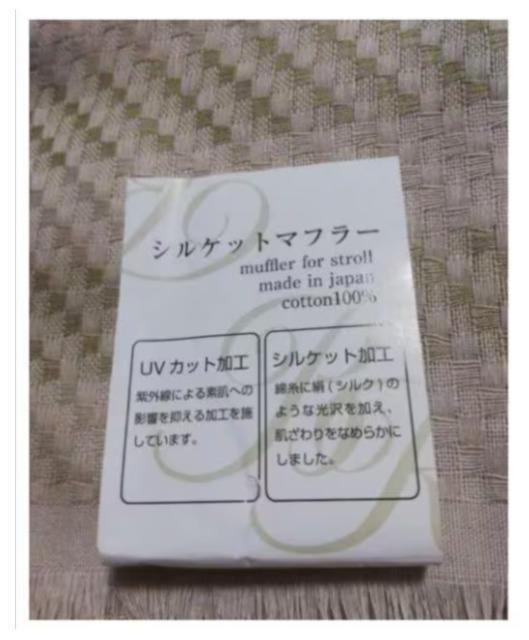 シルケットマフラー
muffler for stroll
made in japan
cotton100%
UVカット加工
紫外線による素肌への
影響を抑える加工を施
しています。
シルケット加工
綿糸に絹(シルク)の
ような光沢を加え、
肌ざわりをなめらかに
しました。